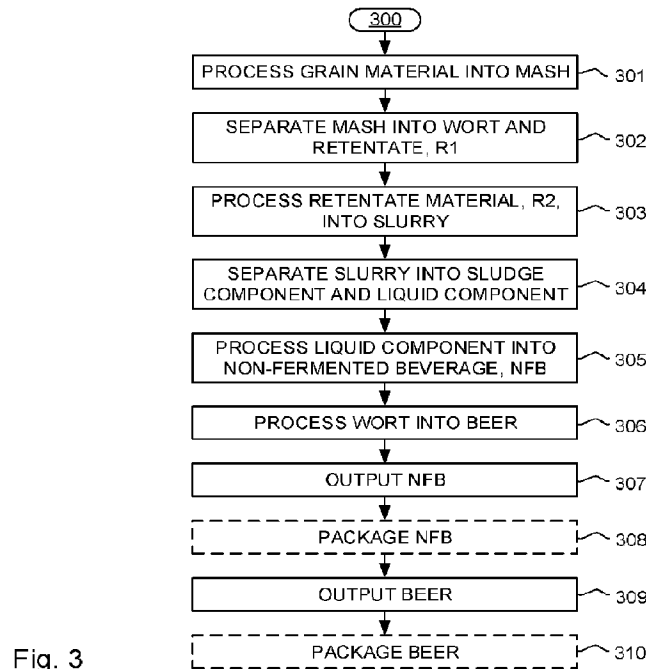 300
PROCESS GRAIN MATERIAL INTO MASH
301
SEPARATE MASH INTO WORT AND
RETENTATE, R1
302
PROCESS RETENTATE MATERIAL, R2,
INTO SLURRY
303
SEPARATE SLURRY INTO SLUDGE
COMPONENT AND LIQUID COMPONENT
304
PROCESS LIQUID COMPONENT INTO
NON-FERMENTED BEVERAGE, NFB
305
PROCESS WORT INTO BEER
306
OUTPUT NFB
307
PACKAGE NFB
308
OUTPUT BEER
309
PACKAGE BEER
310
Fig. 3